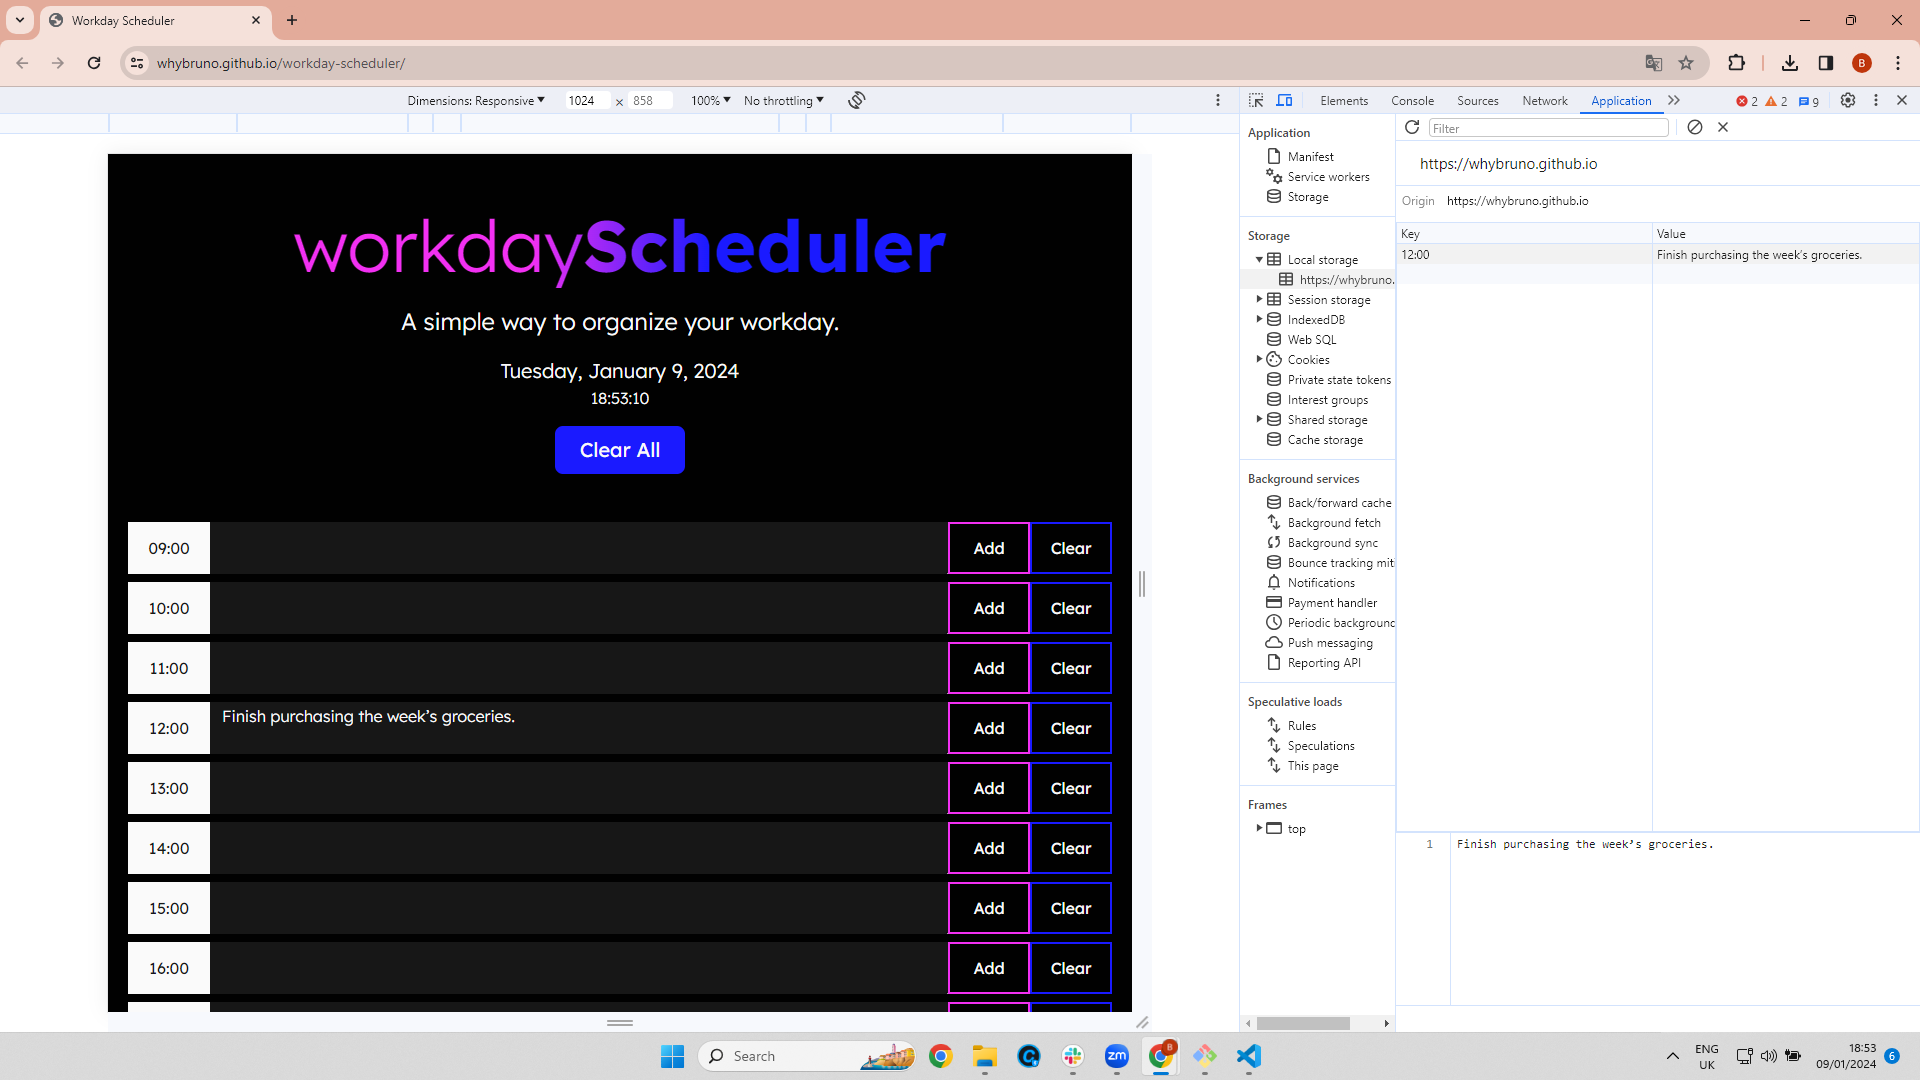 Workday Scheduler
whybruno.github.io/workday-scheduler/
B
Dimensions: Responsive 1024 × 858 100% No throttling
Elements Console Sources Network Application 2 2 9
workdayScheduler
A simple way to organize your workday.
Tuesday, January 9, 2024
18:53:10
Clear All
09:00 Add Clear
10:00 Add Clear
11:00 Add Clear
12:00 Finish purchasing the week’s groceries. Add Clear
13:00 Add Clear
14:00 Add Clear
15:00 Add Clear
16:00 Add Clear
Application
Manifest
Service workers
Storage
Storage
Local storage
https://whybruno.
Session storage
IndexedDB
Web SQL
Cookies
Private state tokens
Interest groups
Shared storage
Cache storage
Background services
Back/forward cache
Background fetch
Background sync
Bounce tracking mit
Notifications
Payment handler
Periodic background
Push messaging
Reporting API
Speculative loads
Rules
Speculations
This page
Frames
top
Filter
https://whybruno.github.io
Origin https://whybruno.github.io
Key Value
12:00 Finish purchasing the week’s groceries.
1 Finish purchasing the week’s groceries.
Search
zm
B
ENG
UK
18:53
09/01/2024
6